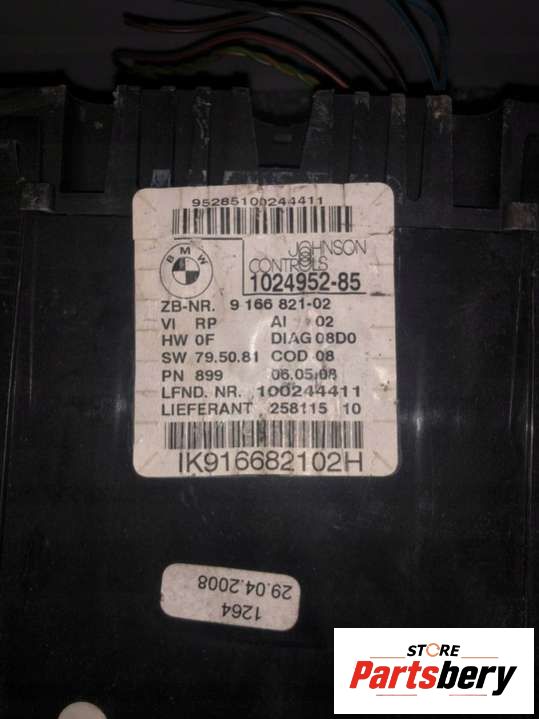 95285100244411
BMW
JOHNSON
CONTROLS
1024952-85
ZB-NR. 9 166 821-02
VI RP AI 02
HW 0F DIAG 08D0
SW 79.50.81 COD 08
PN 899 06.05.08
LFND. NR. 100244411
LIEFERANT 258115 10
IK916682102H
1264
29.04.2008
STORE
Partsbery